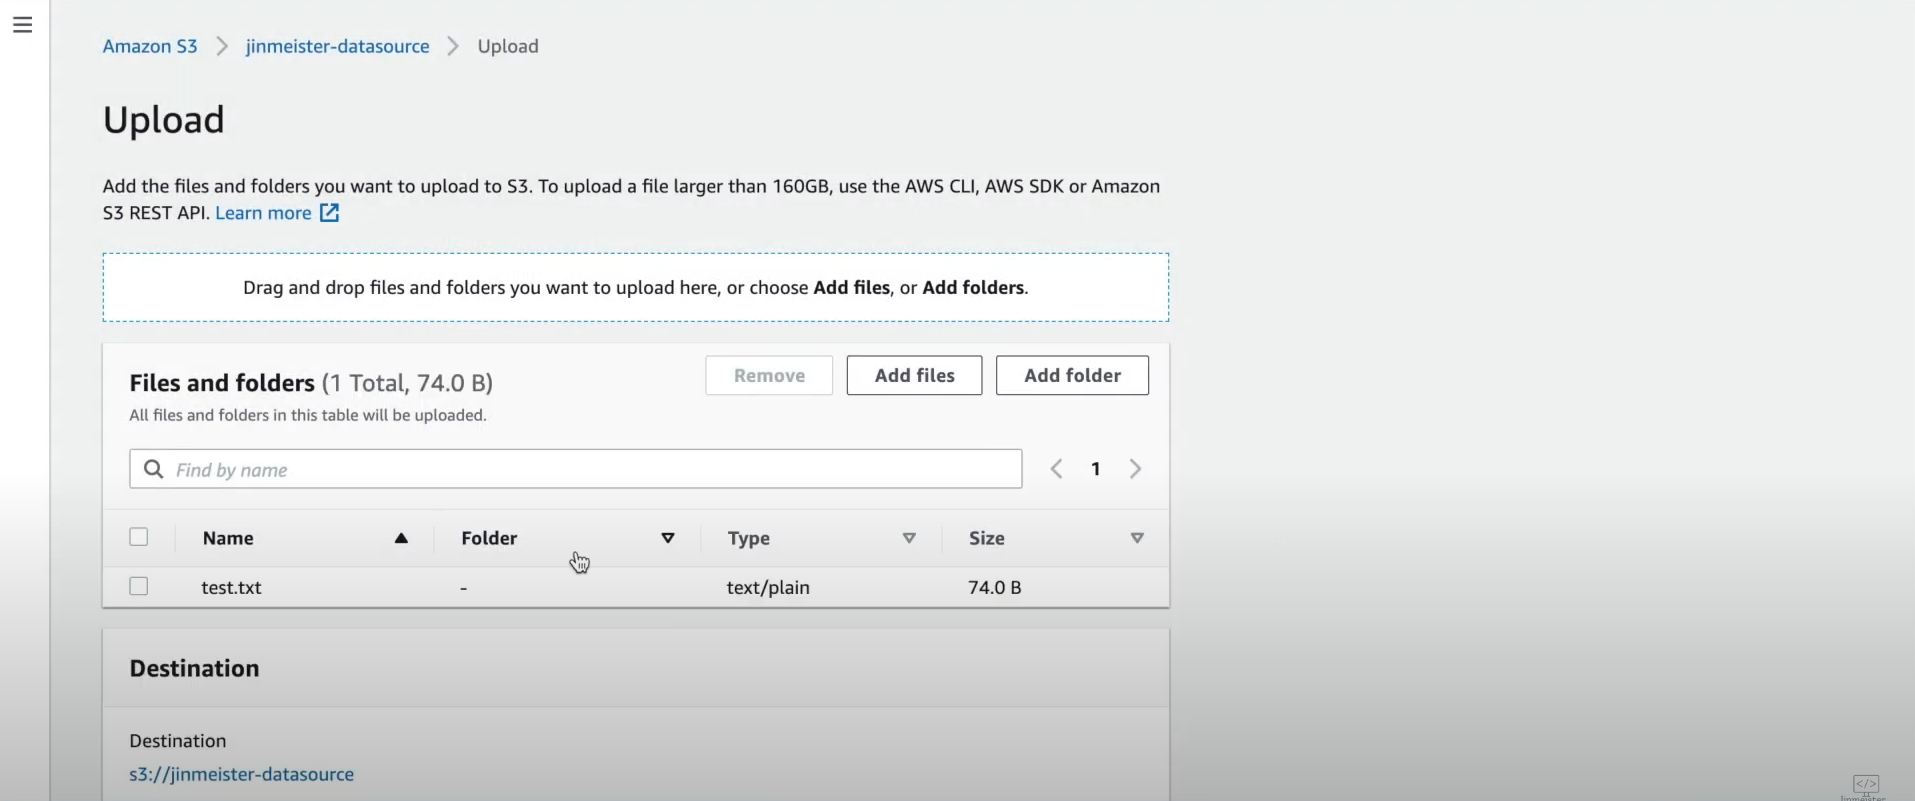 Amazon S3 > jinmeister-datasource > Upload
Upload
Add the files and folders you want to upload to S3. To upload a file larger than 160GB, use the AWS CLI, AWS SDK or Amazon
S3 REST API. Learn more
Drag and drop files and folders you want to upload here, or choose Add files, or Add folders.
Files and folders (1 Total, 74.0 B)
Remove
Add files
Add folder
All files and folders in this table will be uploaded.
Find by name
1
Name Folder Type Size
test.txt - text/plain 74.0 B
Destination
Destination
s3://jinmeister-datasource